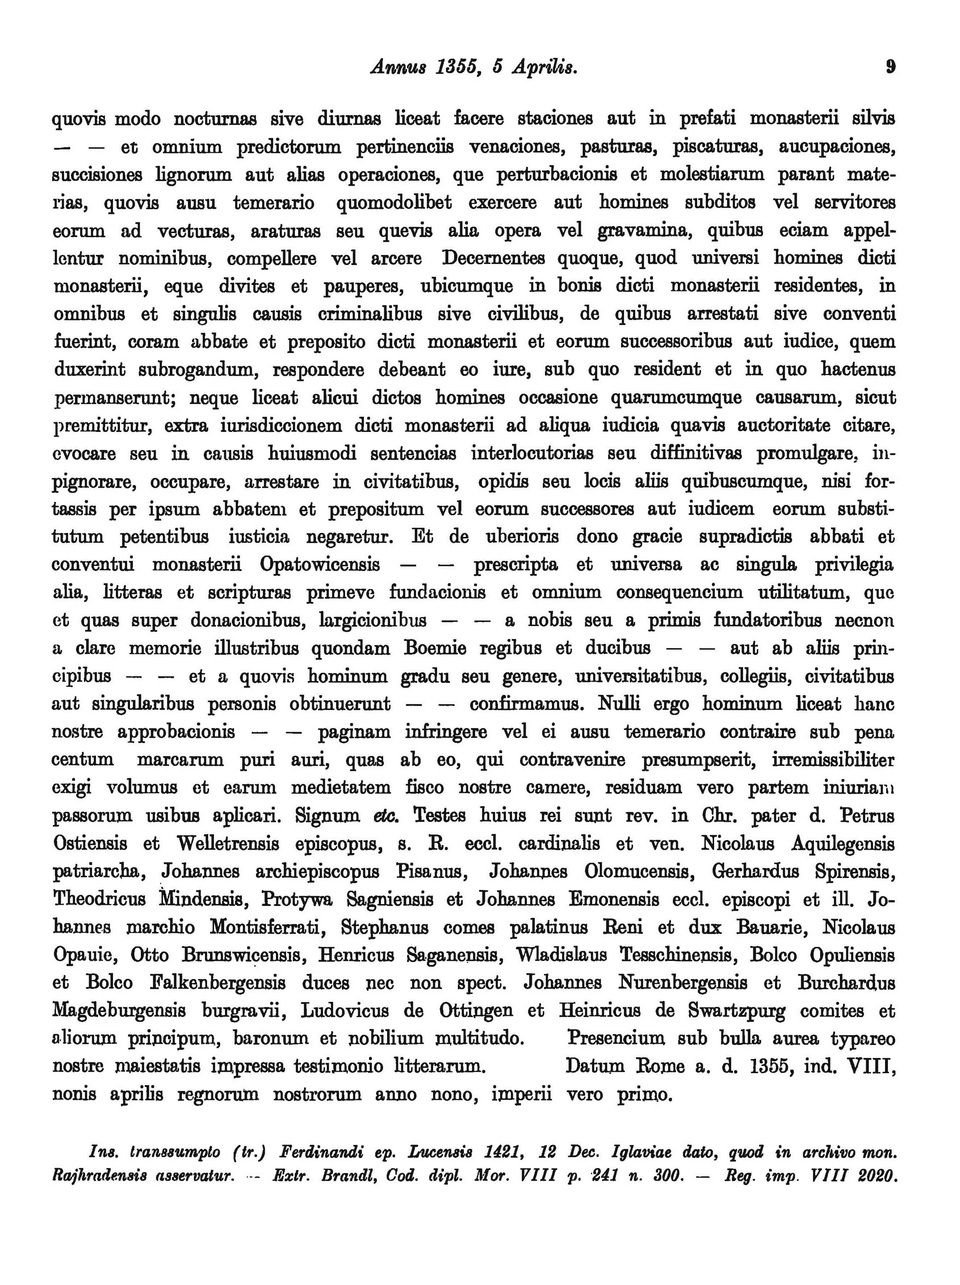 Annus 1355, 5 Aprilis. 9
quovis modo nocturnas sive diurnas liceat facere staciones aut in prefati monasterii silvis
— — et omnium predictorum pertinenciis venaciones, pasturas, piscaturas, aucupaciones,
succisiones lignorum aut alias operaciones, que perturbacionis et molestiarum parant mate-
rias, quovis ausu temerario quomodolibet exercere aut homines subditos vel servitores
eorum ad vecturas, araturas seu quevis alia opera vel gravamina, quibus eciam appel-
lentur nominibus, compellere vel arcere Decernentes quoque, quod universi homines dicti
monasterii, eque divites et pauperes, ubicumque in bonis dicti monasterii residentes, in
omnibus et singulis causis criminalibus sive civilibus, de quibus arrestati sive conventi
fuerint, coram abbate et preposito dicti monasterii et eorum successoribus aut iudice, quem
duxerint subrogandum, respondere debeant eo iure, sub quo resident et in quo hactenus
permanserunt; neque liceat alicui dictos homines occasione quarumcumque causarum, sicut
premittitur, extra iurisdiccionem dicti monasterii ad aliqua iudicia quavis auctoritate citare,
evocare seu in causis huiusmodi sentencias interlocutorias seu diffinitivas promulgare, in-
pignorare, occupare, arrestare in civitatibus, opidis seu locis aliis quibuscumque, nisi for-
tassis per ipsum abbatem et prepositum vel eorum successores aut iudicem eorum substi-
tutum petentibus iusticia negaretur. Et de uberioris dono gracie supradictis abbati et
conventui monasterii Opatowicensis — — prescripta et universa ac singula privilegia
alia, litteras et scripturas primeve fundacionis et omnium consequencium utilitatum, que
et quas super donacionibus, largicionibus — — a nobis seu a primis fundatoribus necnon
a clare memorie illustribus quondam Boemie regibus et ducibus — — aut ab aliis prin-
cipibus — — et a quovis hominum gradu seu genere, universitatibus, collegiis, civitatibus
aut singularibus personis obtinuerunt — — confirmamus. Nulli ergo hominum liceat hanc
nostre approbacionis — — paginam infringere vel ei ausu temerario contraire sub pena
centum marcarum puri auri, quas ab eo, qui contravenire presumpserit, irremissibiliter
exigi volumus et earum medietatem fisco nostre camere, residuam vero partem iniuriam
passorum usibus aplicari. Signum etc. Testes huius rei sunt rev. in Chr. pater d. Petrus
Ostiensis et Welletrensis episcopus, s. R. eccl. cardinalis et ven. Nicolaus Aquilegensis
patriarcha, Johannes archiepiscopus Pisanus, Johannes Olomucensis, Gerhardus Spirensis,
Theodricus Mindensis, Protywa Sagniensis et Johannes Emonensis eccl. episcopi et ill. Jo-
hannes marchio Montisferrati, Stephanus comes palatinus Reni et dux Bauarie, Nicolaus
Opauie, Otto Brunswicensis, Henricus Saganensis, Wladislaus Tesschinensis, Bolco Opuliensis
et Bolco Falkenbergensis duces nec non spect. Johannes Nurenbergensis et Burchardus
Magdeburgensis burgravii, Ludovicus de Ottingen et Heinricus de Swartzpurg comites et
aliorum principum, baronum et nobilium multitudo. Presencium sub bulla aurea typareo
nostre maiestatis impressa testimonio litterarum. Datum Rome a. d. 1355, ind. VIII,
nonis aprilis regnorum nostrorum anno nono, imperii vero primo.
Ins. transsumpto (tr.) Ferdinandi ep. Lucensis 1421, 12 Dec. Iglaviae dato, quod in archivo mon.
Rajhradensis asservatur. -- Extr. Brandl, Cod. dipl. Mor. VIII p. 241 n. 300. — Reg. imp. VIII 2020.